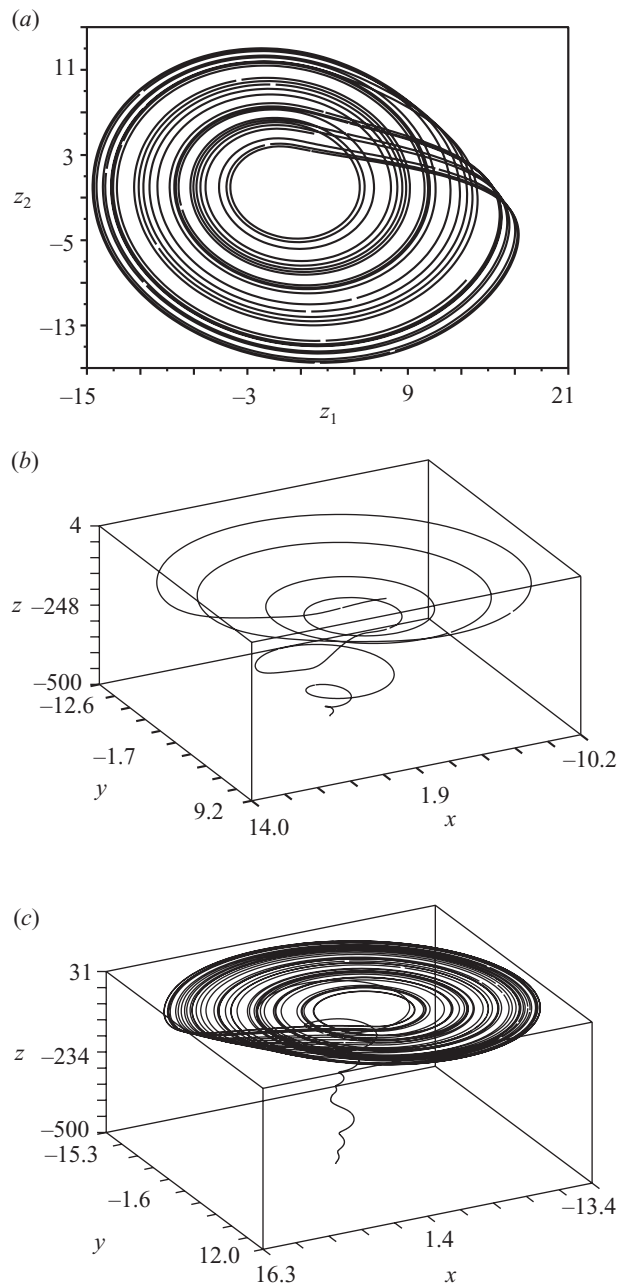 (a)
11
3
z2
–5
–13
–15
–3
9
21
z1
(b)
4
z
–248
–500
–12.6
–1.7
y
9.2
14.0
1.9
x
–10.2
(c)
31
z
–234
–500
–15.3
–1.6
y
12.0
16.3
1.4
x
–13.4